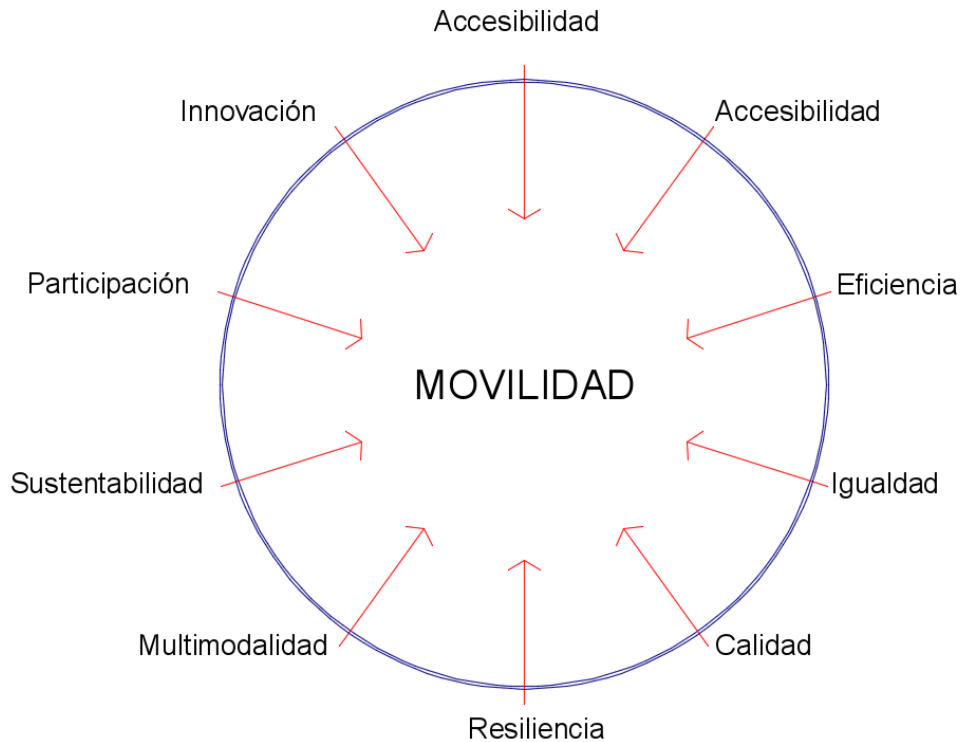 Accesibilidad
Innovación
Accesibilidad
Participación
Eficiencia
MOVILIDAD
Sustentabilidad
Igualdad
Multimodalidad
Calidad
Resiliencia